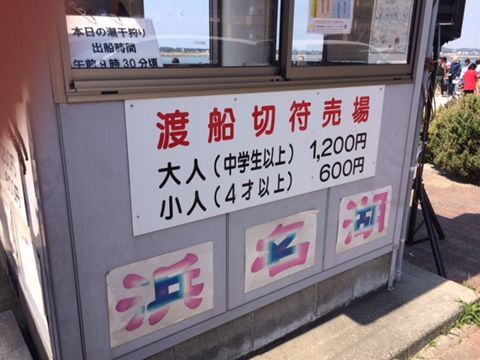 本日の潮干狩り
出船時間
午前9時30分頃
渡船切符売場
大人(中学生以上) 1,200円
小人(4才以上) 600円
浜名湖